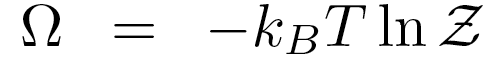 Ω = −k_B T ln 𝒵